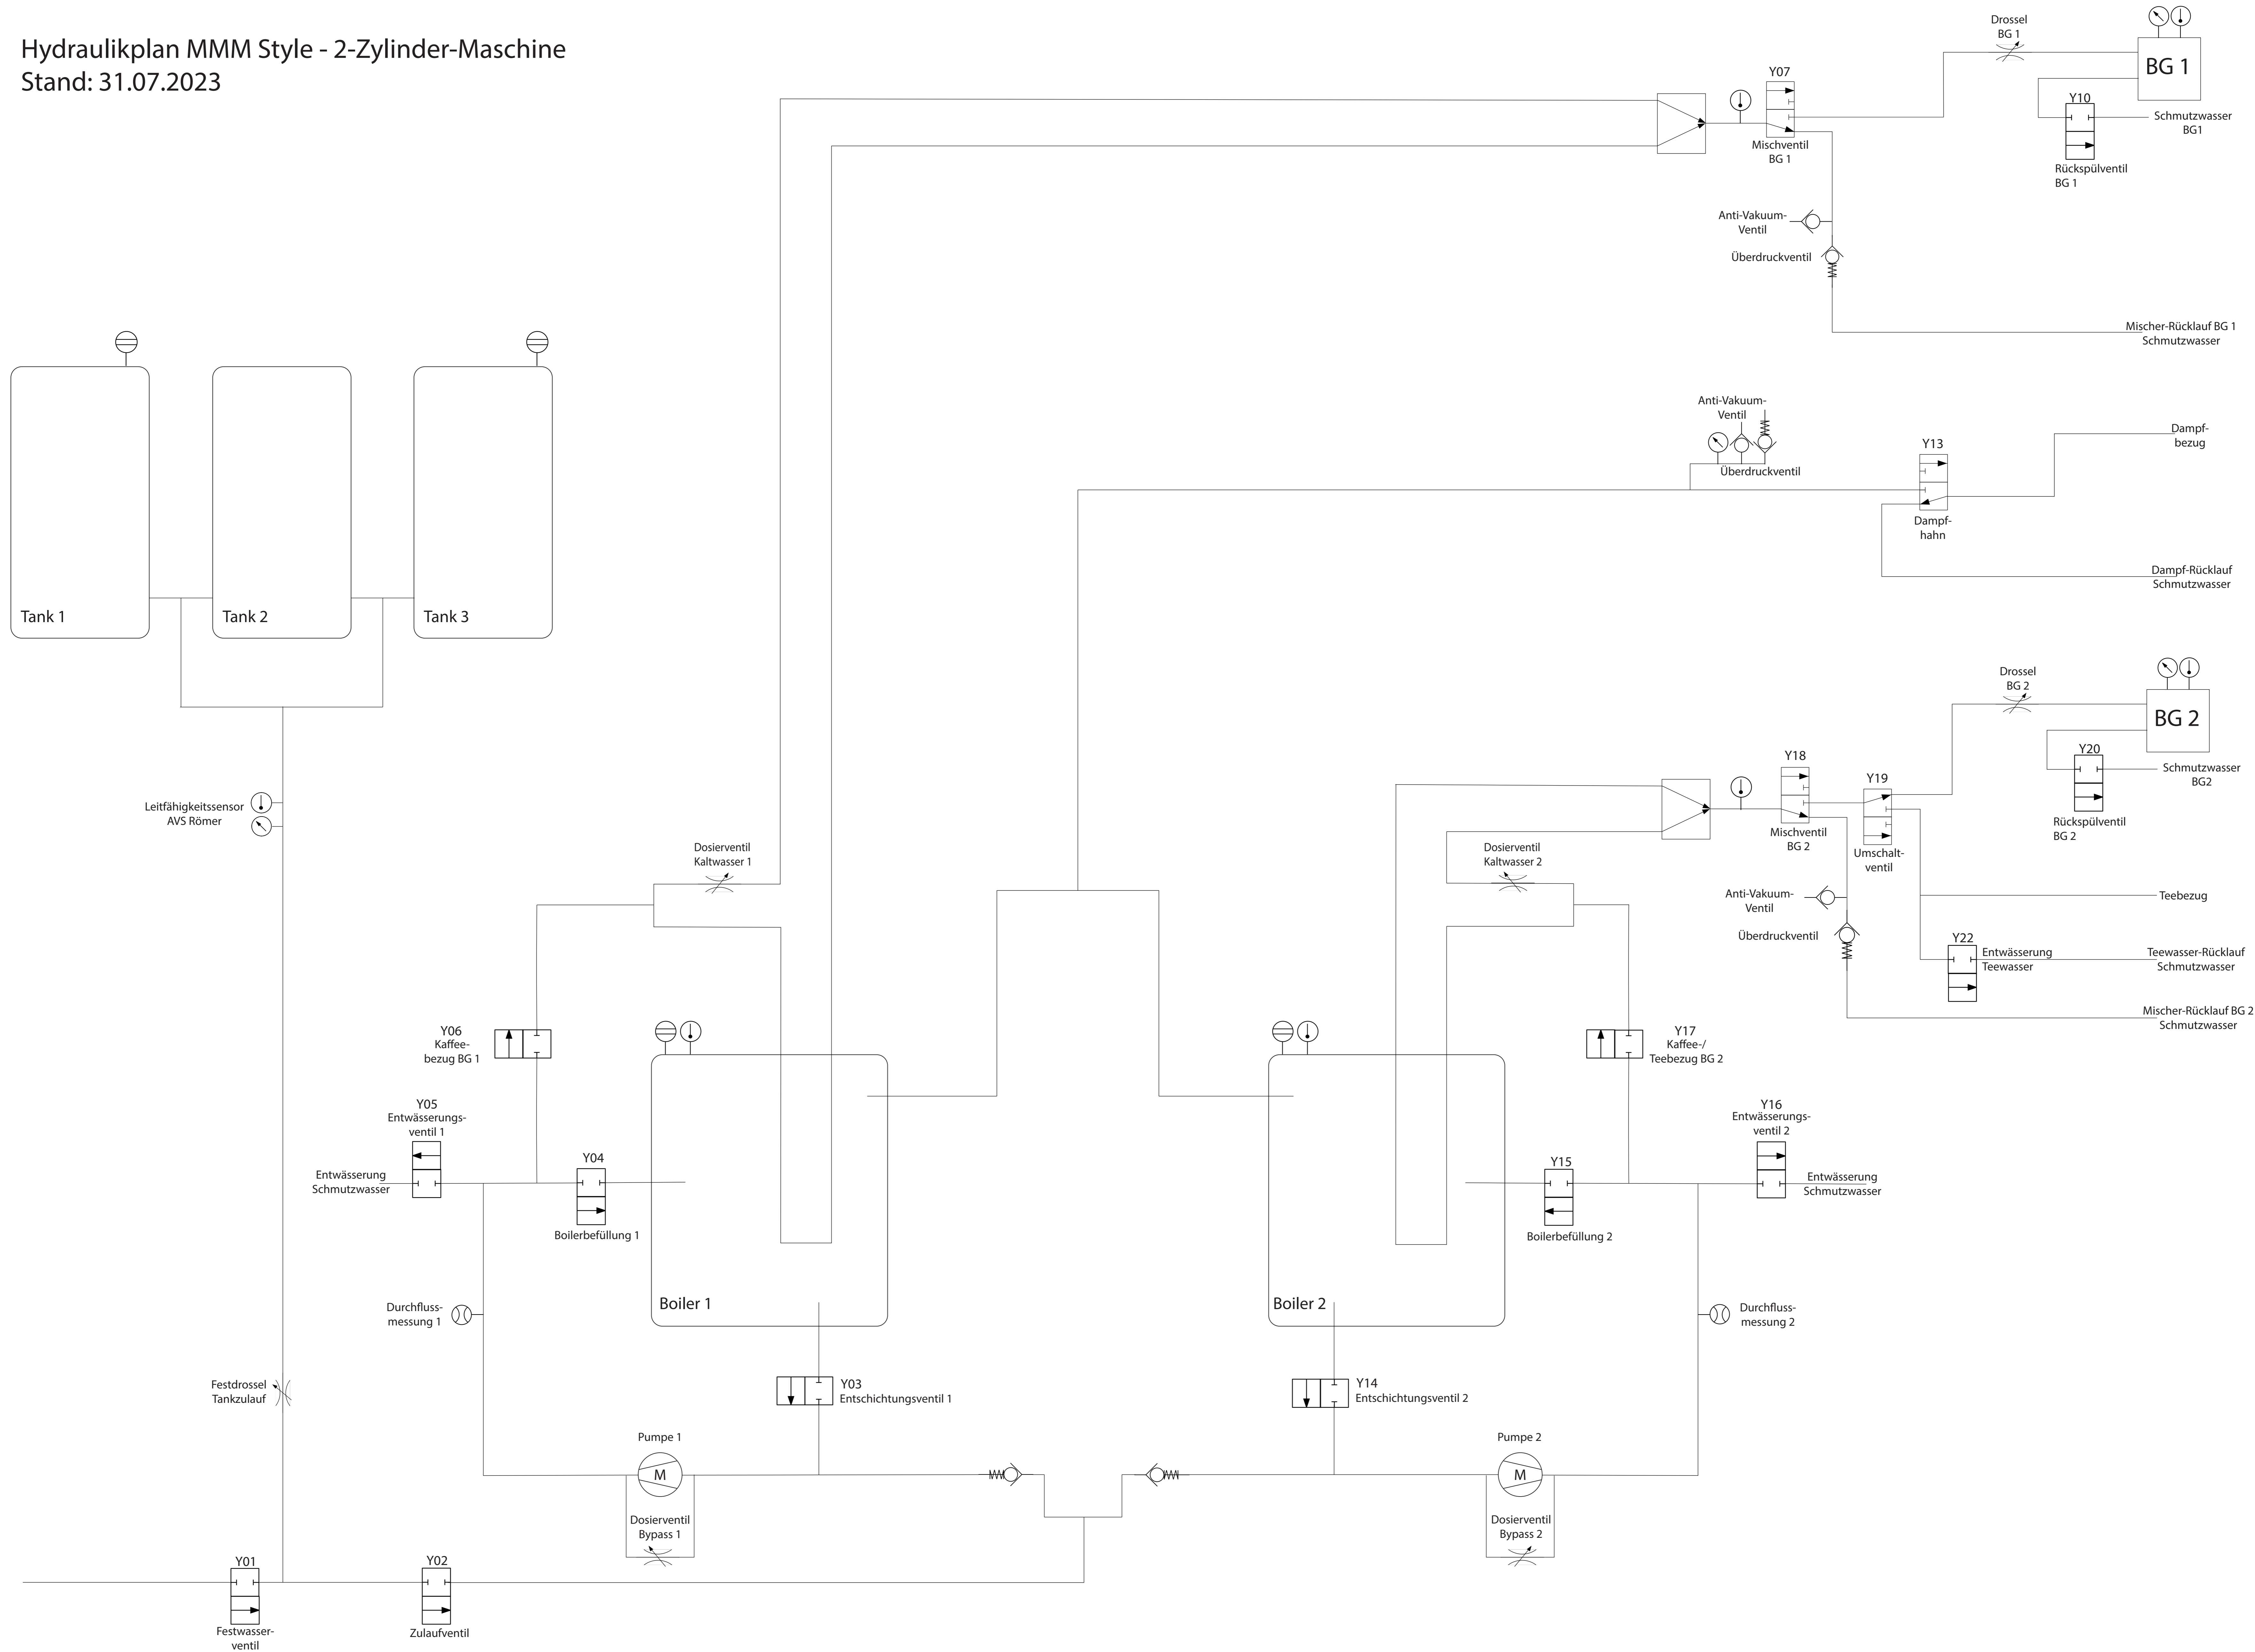 Hydraulikplan MMM Style - 2-Zylinder-Maschine
Stand: 31.07.2023
Drossel
BG 1
BG 1
Y07
Mischventil
BG 1
Y10
Rückspülventil
BG 1
Schmutzwasser
BG1
Anti-Vakuum-
Ventil
Überdruckventil
Mischer-Rücklauf BG 1
Schmutzwasser
Tank 1
Tank 2
Tank 3
Anti-Vakuum-
Ventil
Überdruckventil
Y13
Dampf-
hahn
Dampf-
bezug
Dampf-Rücklauf
Schmutzwasser
Drossel
BG 2
BG 2
Y20
Rückspülventil
BG 2
Schmutzwasser
BG2
Y18
Mischventil
BG 2
Y19
Umschalt-
ventil
Leitfähigkeitssensor
AVS Römer
Dosierventil
Kaltwasser 1
Dosierventil
Kaltwasser 2
Anti-Vakuum-
Ventil
Überdruckventil
Teebezug
Y22
Entwässerung
Teewasser
Teewasser-Rücklauf
Schmutzwasser
Mischer-Rücklauf BG 2
Schmutzwasser
Y06
Kaffee-
bezug BG 1
Y17
Kaffee-/
Teebezug BG 2
Y05
Entwässerungs-
ventil 1
Entwässerung
Schmutzwasser
Y04
Boilerbefüllung 1
Y15
Boilerbefüllung 2
Y16
Entwässerungs-
ventil 2
Entwässerung
Schmutzwasser
Boiler 1
Boiler 2
Durchfluss-
messung 1
Durchfluss-
messung 2
Festdrossel
Tankzulauf
Y03
Entschichtungsventil 1
Y14
Entschichtungsventil 2
Pumpe 1
M
Dosierventil
Bypass 1
Pumpe 2
M
Dosierventil
Bypass 2
Y01
Festwasser-
ventil
Y02
Zulaufventil